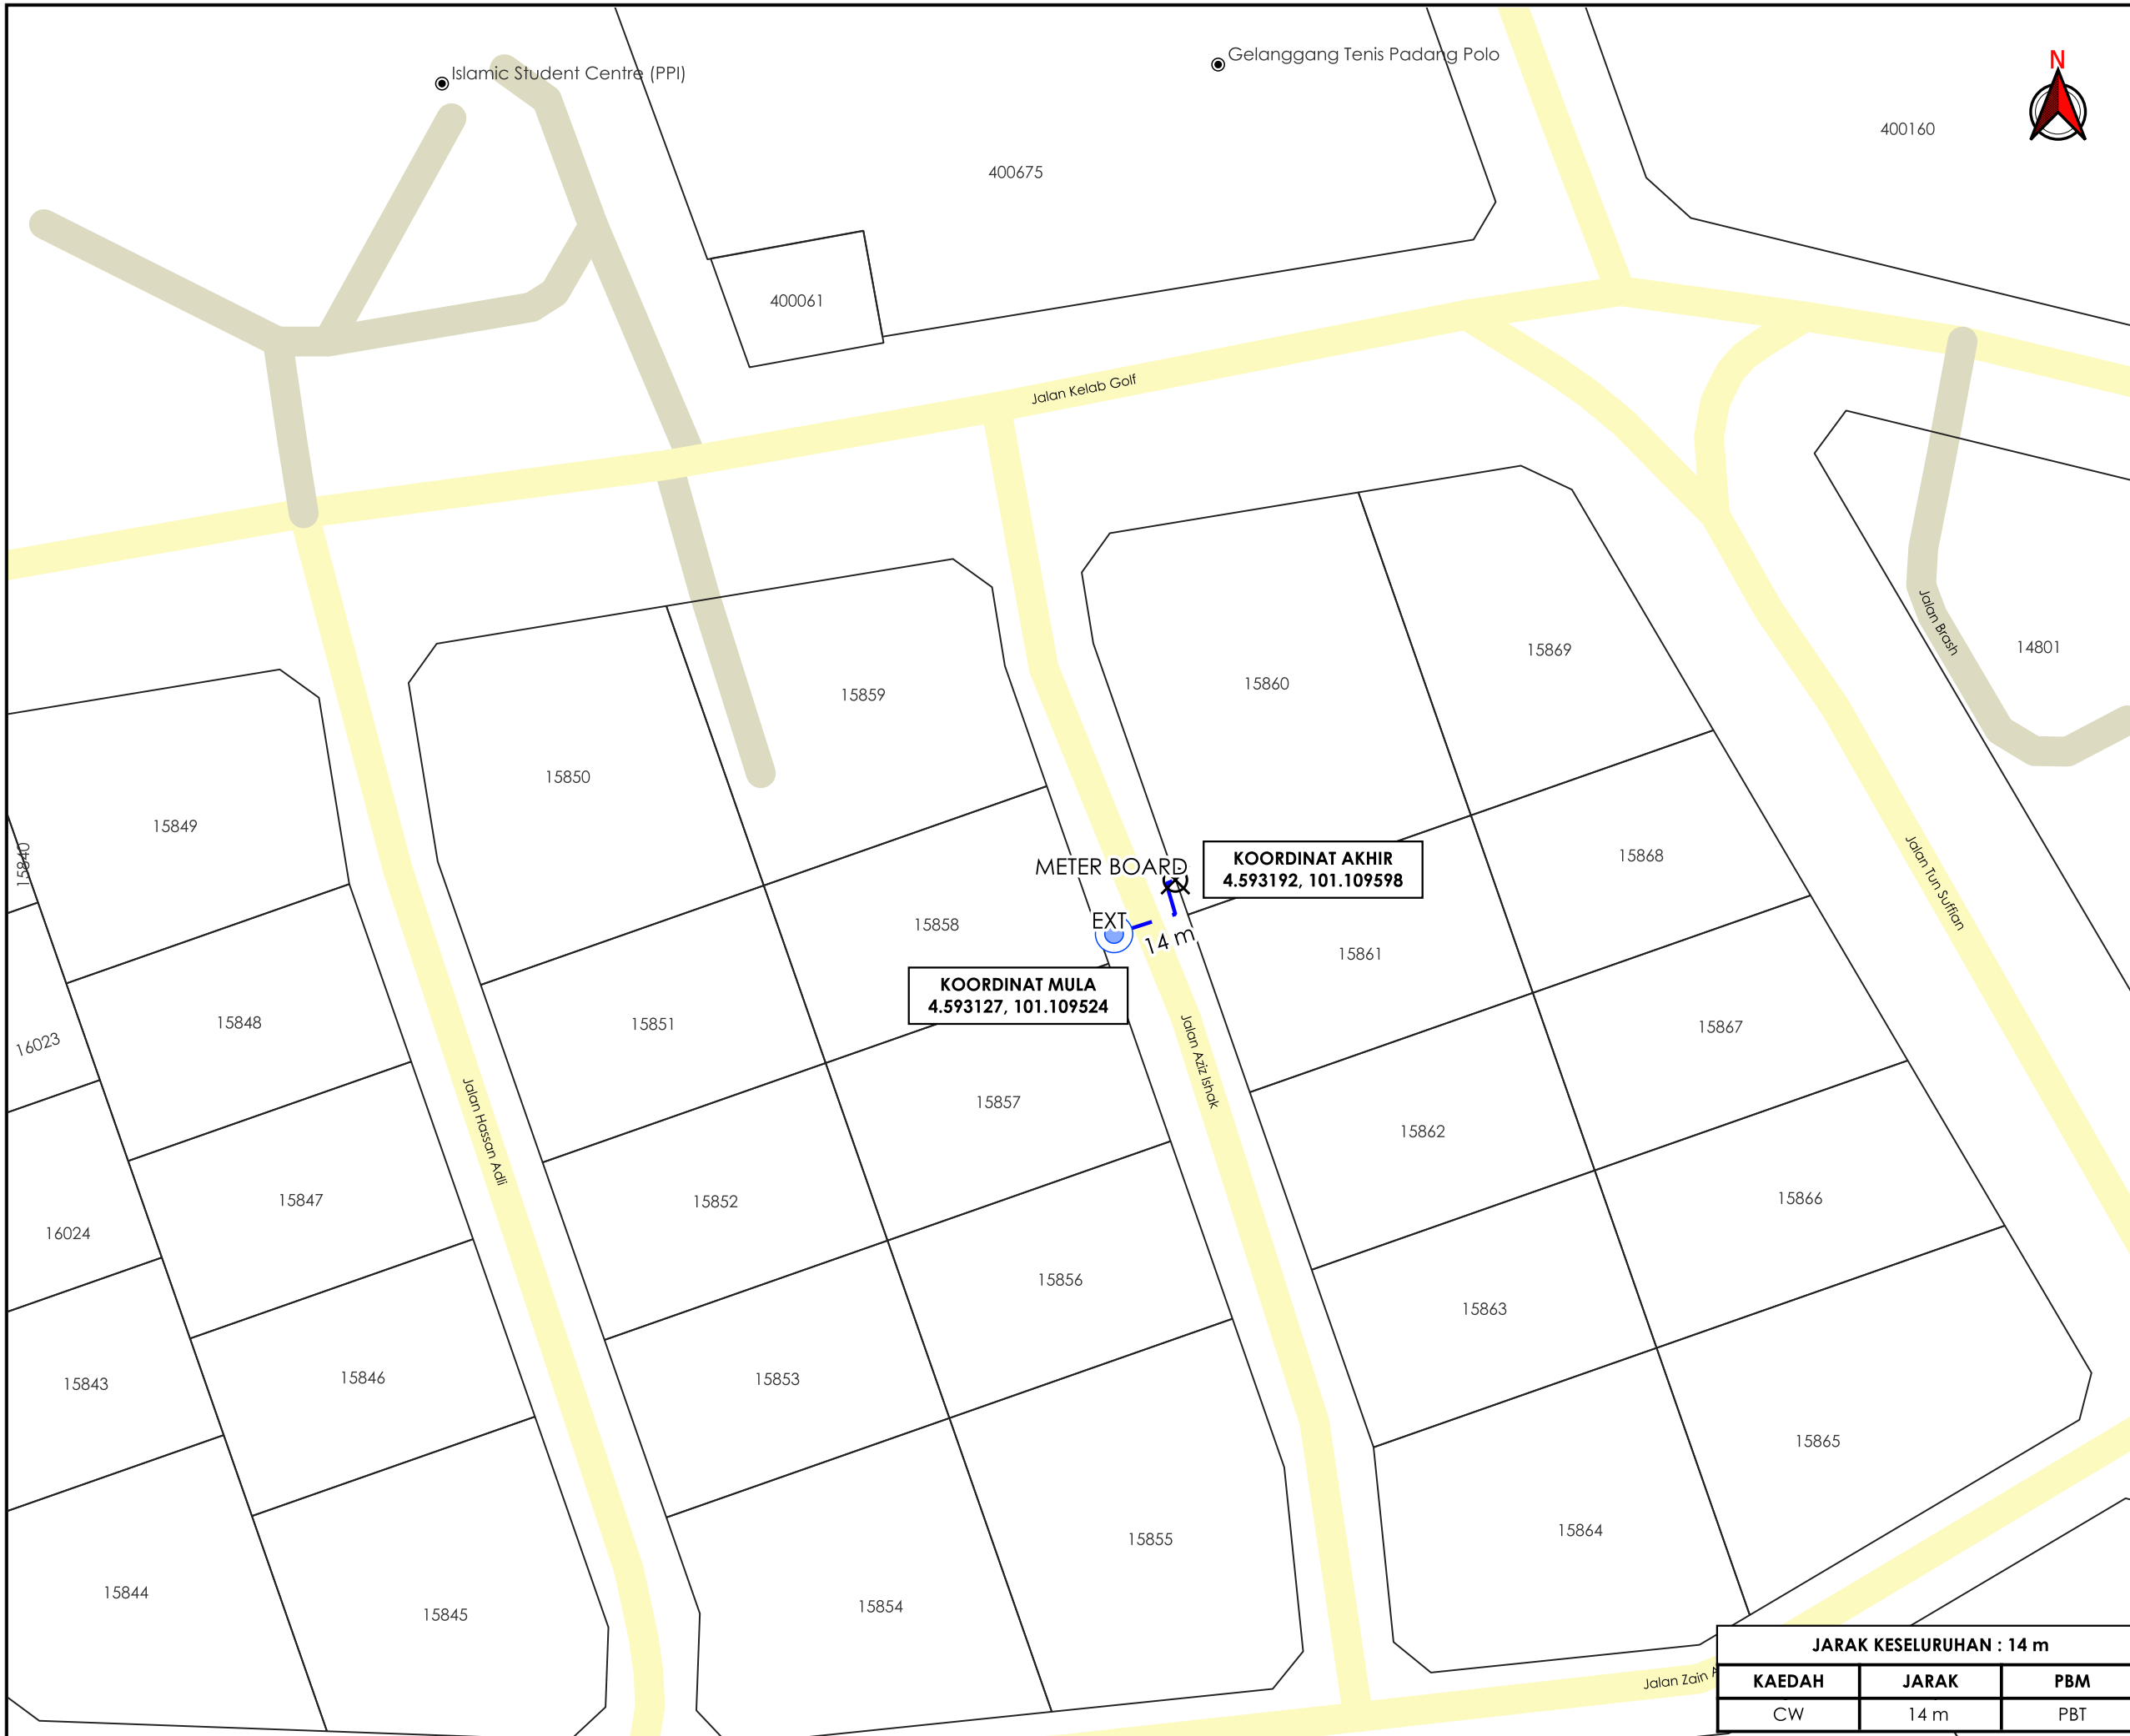 Gelanggang Tenis Padang Polo
N
Islamic Student Centre (PPI)
400160
400675
400061
Jalan Kelab Golf
Jalan Brash
14801
15869
15860
15859
15850
15849
15840
METER BOARD
KOORDINAT AKHIR
4.593192, 101.109598
15868
Jalan Tun Suffian
EXT
14 m
15858
15861
KOORDINAT MULA
4.593127, 101.109524
15848
15851
15867
16023
Jalan Aziz Ishak
15857
15862
Jalan Hassan Adli
15847
15852
15866
16024
15856
15863
15843
15846
15853
15865
15855
15864
15844
15845
15854
JARAK KESELURUHAN : 14 m
Jalan Zain
KAEDAH JARAK PBM
CW 14 m PBT